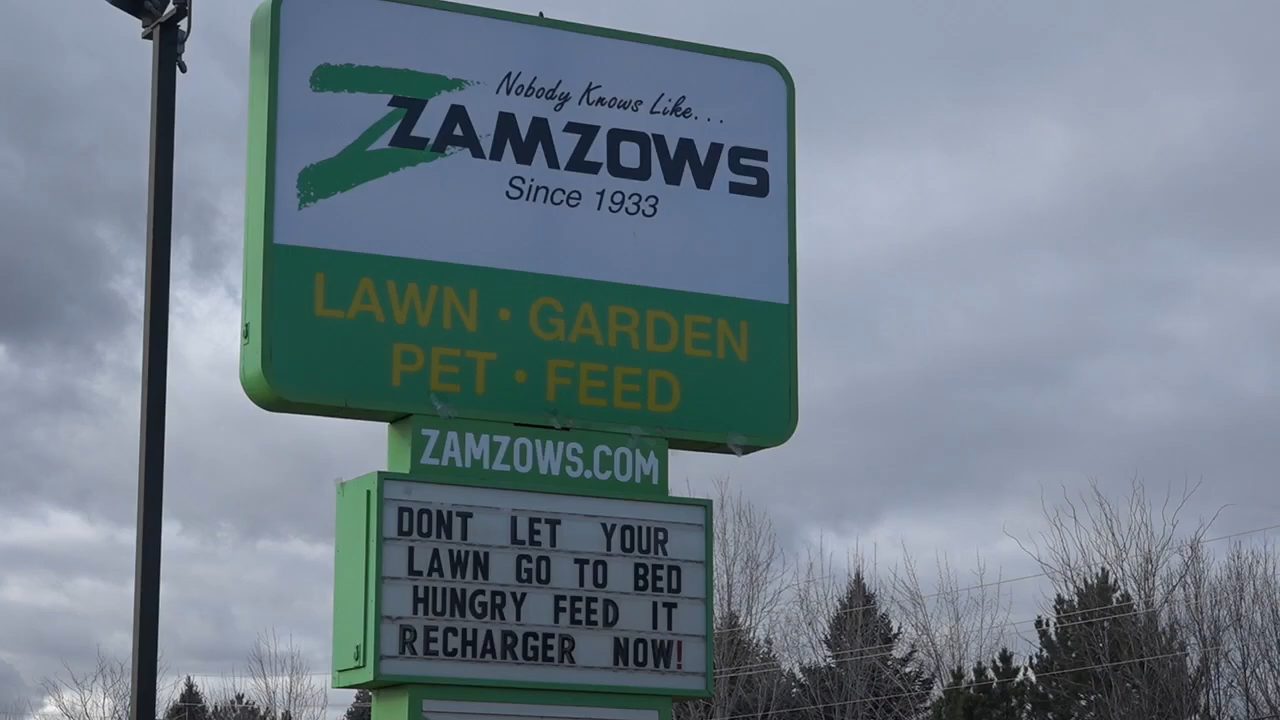 Nobody Knows Like...
ZAMZOWS
Since 1933
LAWN · GARDEN
PET · FEED
ZAMZOWS.COM
DONT LET YOUR
LAWN GO TO BED
HUNGRY FEED IT
RECHARGER NOW!